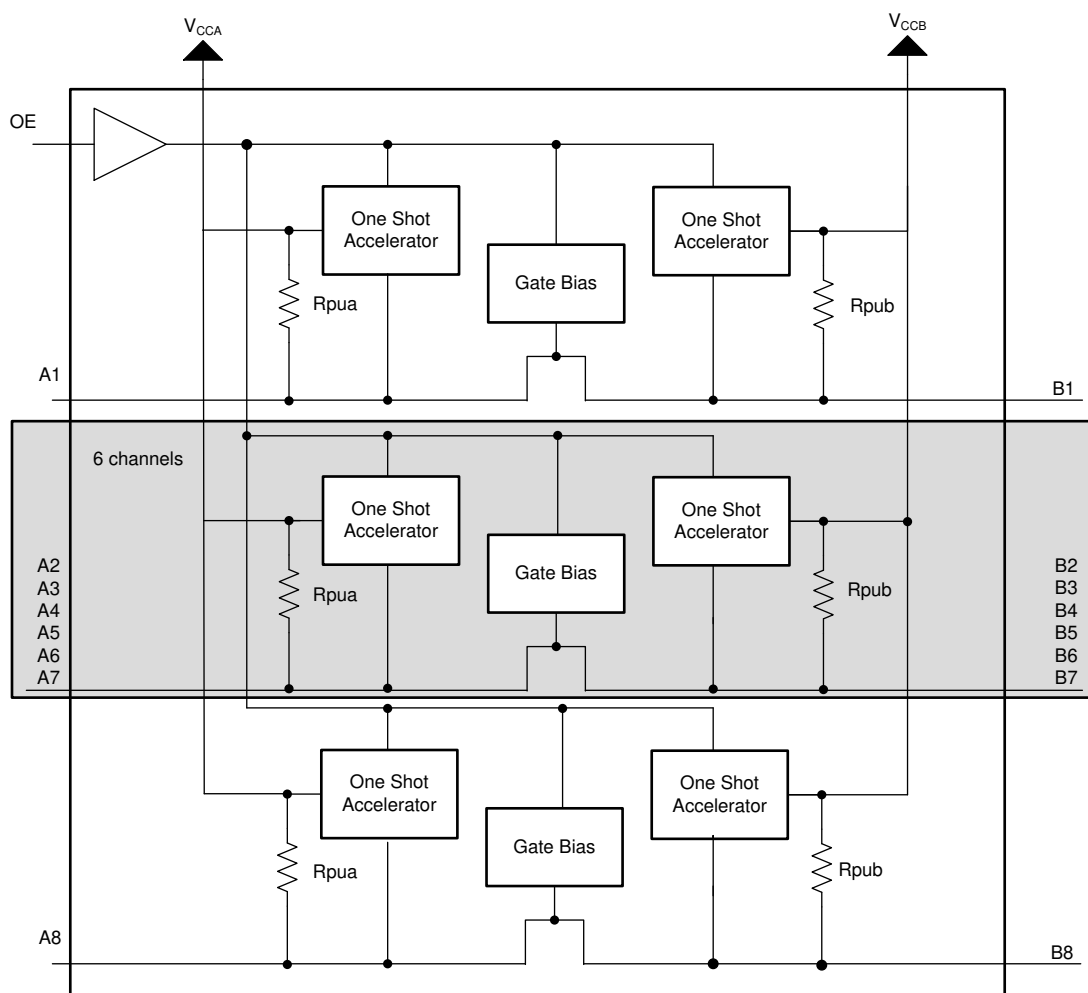 VCCA
VCCB
OE
One Shot
Accelerator
One Shot
Accelerator
Gate Bias
Rpua
Rpub
A1
B1
6 channels
One Shot
Accelerator
One Shot
Accelerator
Gate Bias
Rpua
Rpub
A2
A3
A4
A5
A6
A7
B2
B3
B4
B5
B6
B7
One Shot
Accelerator
One Shot
Accelerator
Gate Bias
Rpua
Rpub
A8
B8